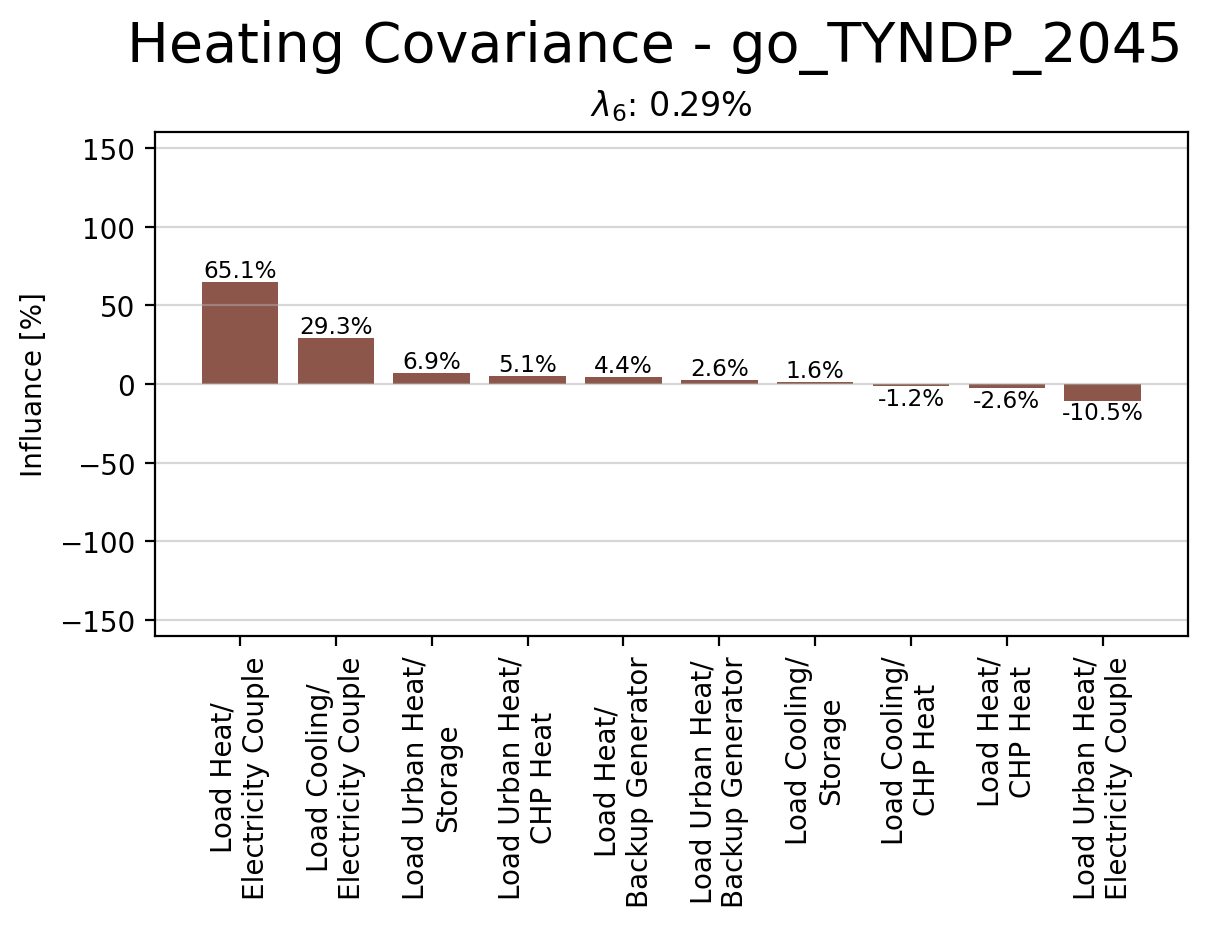 Heating Covariance - go_TYNDP_2045
λ6: 0.29%
Influance [%]
150
100
50
0
−50
−100
−150
65.1%
29.3%
6.9%
5.1%
4.4%
2.6%
1.6%
-1.2%
-2.6%
-10.5%
Load Heat/
Electricity Couple
Load Cooling/
Electricity Couple
Load Urban Heat/
Storage
Load Urban Heat/
CHP Heat
Load Heat/
Backup Generator
Load Urban Heat/
Backup Generator
Load Cooling/
Storage
Load Cooling/
CHP Heat
Load Heat/
CHP Heat
Load Urban Heat/
Electricity Couple